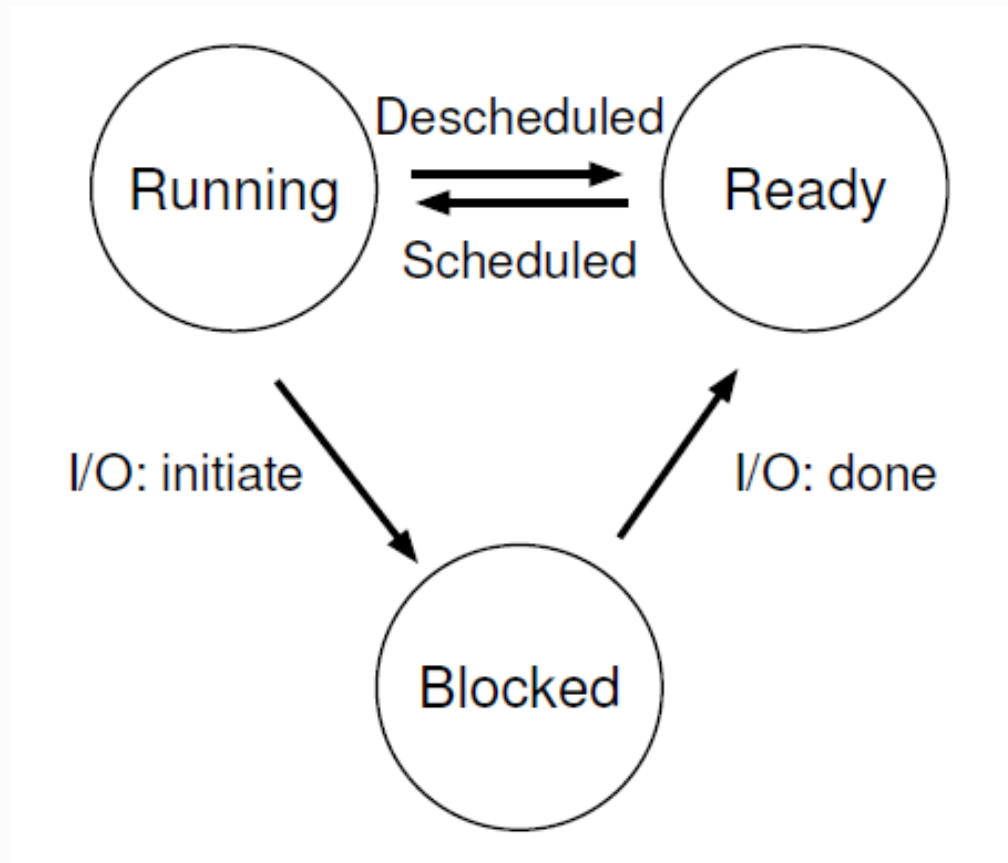 Descheduled
Running
Ready
Scheduled
I/O: initiate
I/O: done
Blocked